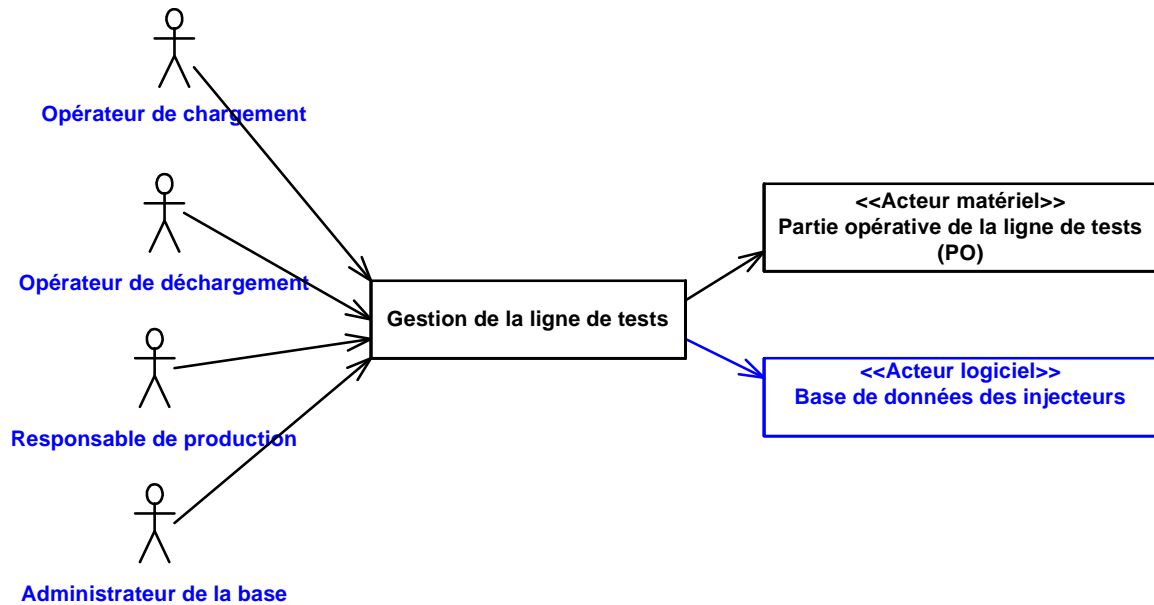 Opérateur de chargement
Opérateur de déchargement
Responsable de production
Administrateur de la base
Gestion de la ligne de tests
<<Acteur matériel>>
Partie opérative de la ligne de tests
(PO)
<<Acteur logiciel>>
Base de données des injecteurs